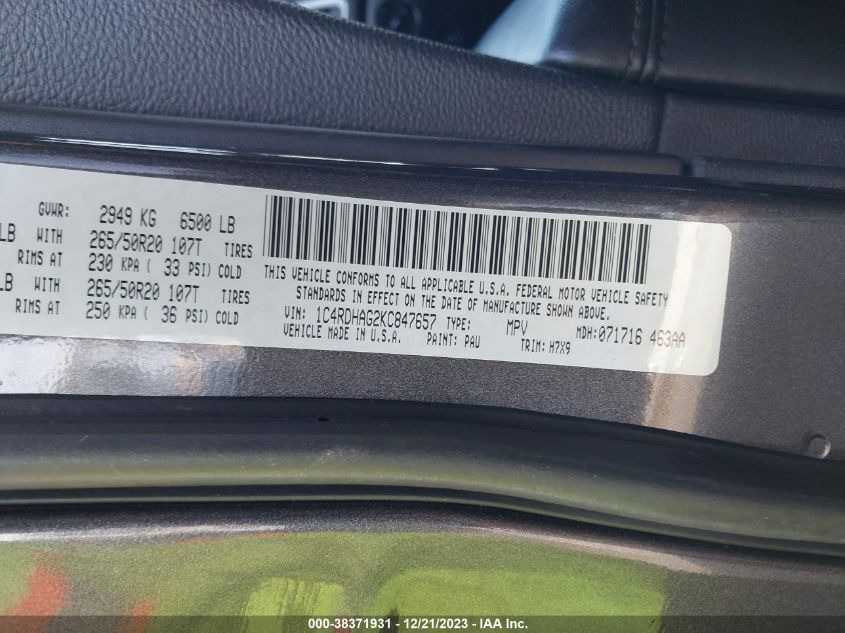 GVWR: 2949 KG 6500 LB
LB WITH 265/50R20 107T TIRES
RIMS AT 230 KPA ( 33 PSI) COLD
LB WITH 265/50R20 107T TIRES
RIMS AT 250 KPA ( 36 PSI) COLD
THIS VEHICLE CONFORMS TO ALL APPLICABLE U.S.A. FEDERAL MOTOR VEHICLE SAFETY
STANDARDS IN EFFECT ON THE DATE OF MANUFACTURE SHOWN ABOVE.
VIN: 1C4RDHAG2KC847657 TYPE: MPV MDH:071716 463AA
VEHICLE MADE IN U.S.A. PAINT: PAU TRIM: H7X9
000-38371931 - 12/21/2023 - IAA Inc.